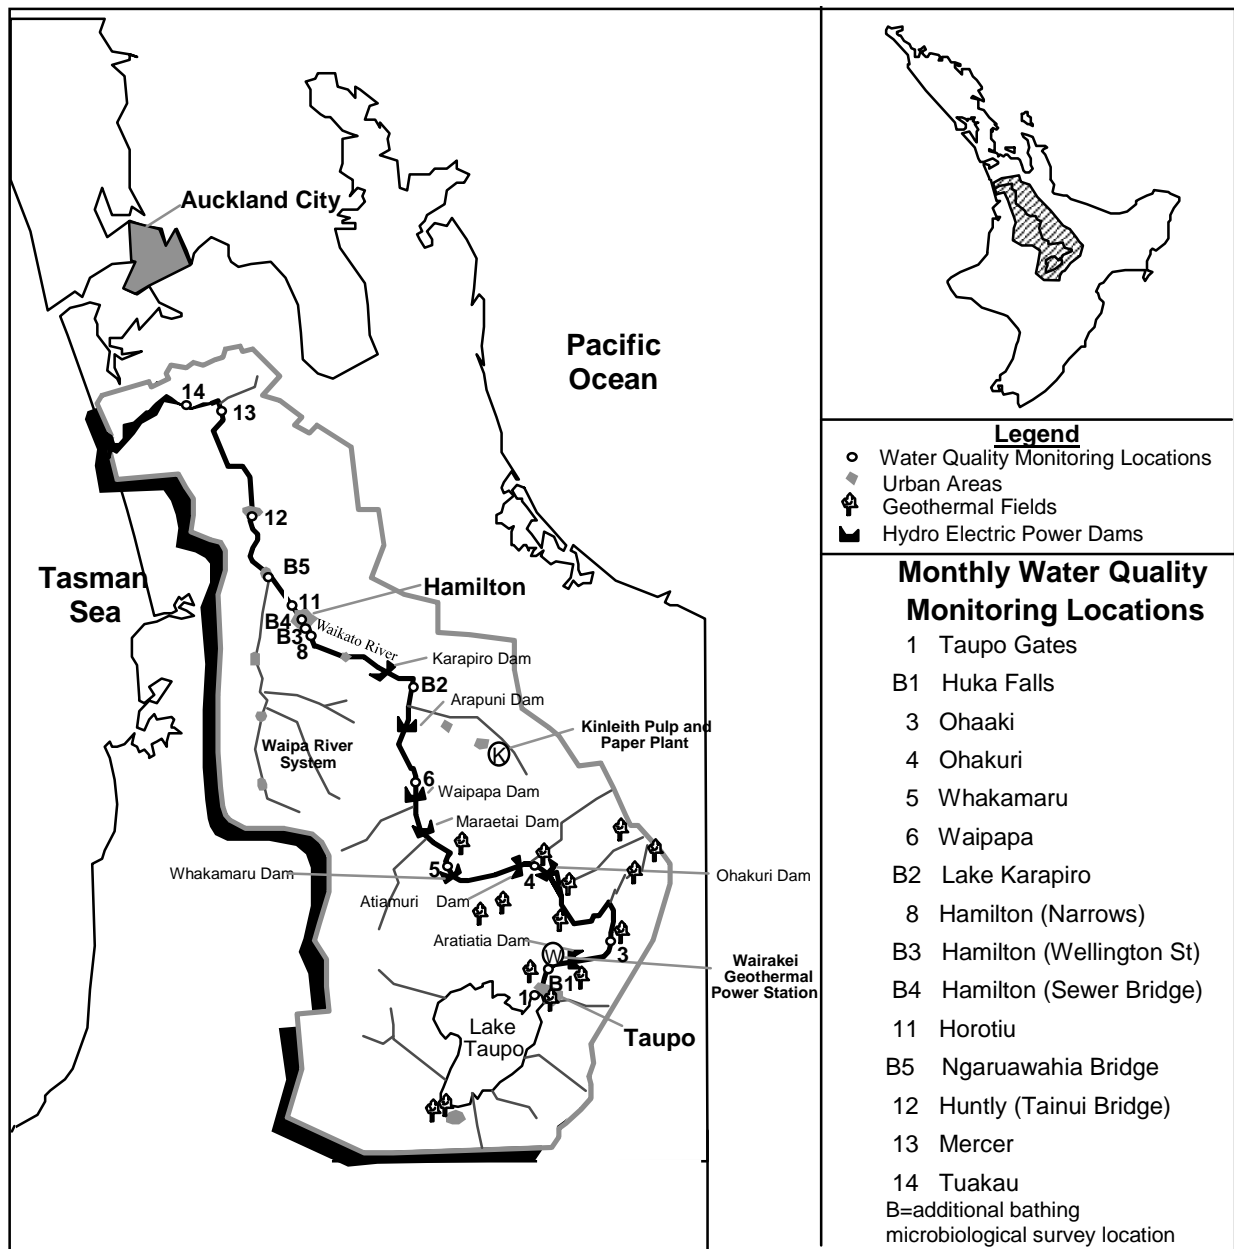 Auckland City
Pacific
Ocean
14
13
12
B5
Tasman
Sea
Hamilton
11
B4
B3
8
Waikato River
Karapiro Dam
B2
Arapuni Dam
Kinleith Pulp and
Paper Plant
K
Waipa River
System
6
Waipapa Dam
Maraetai Dam
Whakamaru Dam
5
4
Ohakuri Dam
Atiamuri Dam
Aratiatia Dam
W
3
Wairakei
Geothermal
Power Station
B1
1
Lake
Taupo
Taupo
Legend
Water Quality Monitoring Locations
Urban Areas
Geothermal Fields
Hydro Electric Power Dams
Monthly Water Quality
Monitoring Locations
1 Taupo Gates
B1 Huka Falls
3 Ohaaki
4 Ohakuri
5 Whakamaru
6 Waipapa
B2 Lake Karapiro
8 Hamilton (Narrows)
B3 Hamilton (Wellington St)
B4 Hamilton (Sewer Bridge)
11 Horotiu
B5 Ngaruawahia Bridge
12 Huntly (Tainui Bridge)
13 Mercer
14 Tuakau
B=additional bathing
microbiological survey location